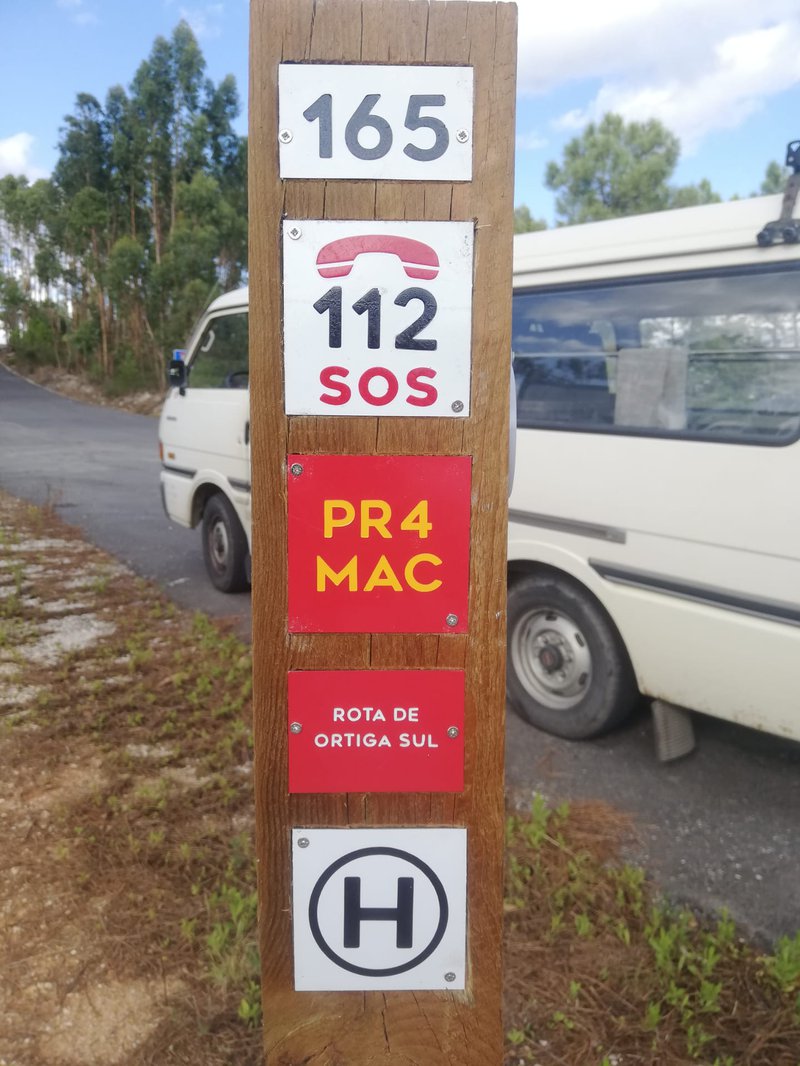 165
112
SOS
PR4
MAC
ROTA DE
ORTIGA SUL
H